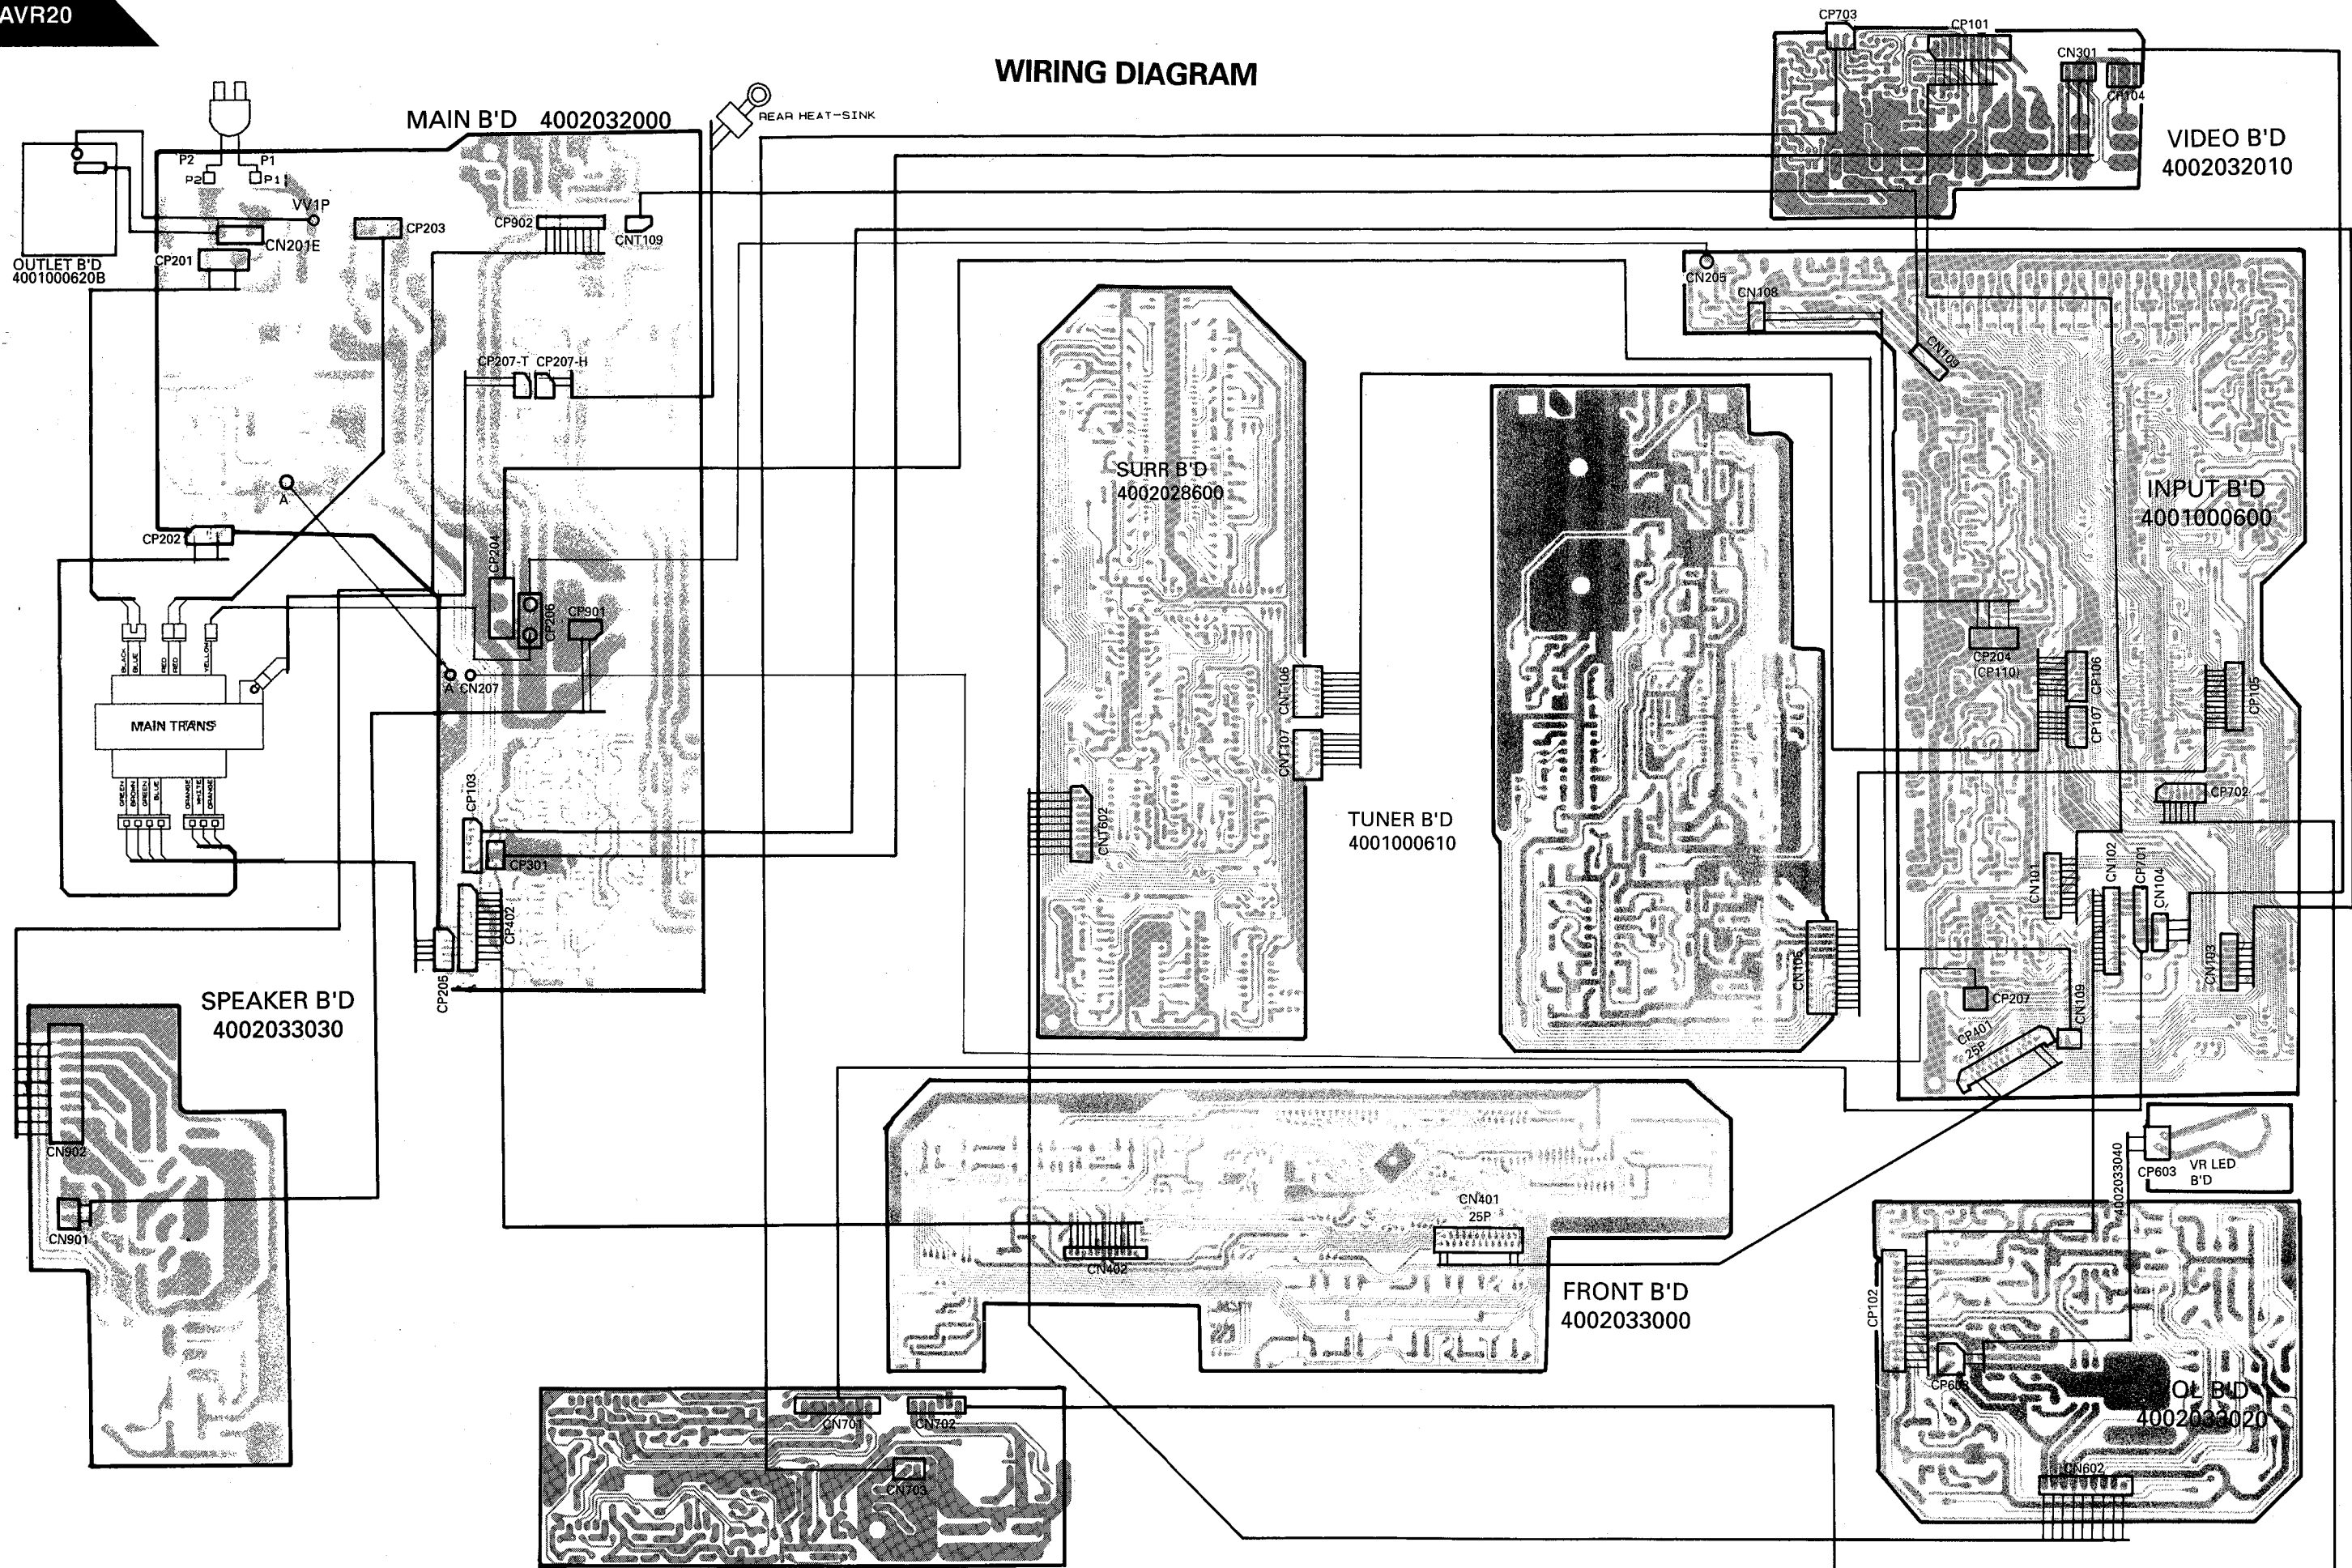 AVR20
WIRING DIAGRAM
MAIN B'D 4002032000
REAR HEAT-SINK
P2
P1
P2
P1
VV1P
CN201E
CP201
CP203
CP902
CNT109
OUTLET B'D
4001000620B
CP703
CP101
CN301
CP104
VIDEO B'D
4002032010
CN205
CN108
CN109
CP207-T
CP207-H
A
CP202
CP204
CP206
CP901
A
CN207
BLACK
BLUE
RED
RED
YELLOW
MAIN TRANS
GREEN
BROWN
GREEN
BLUE
ORANGE
WHITE
ORANGE
CP103
CP301
CP402
CP205
SURR B'D
4002028600
CNT106
CNT107
CNT602
TUNER B'D
4001000610
CN105
INPUT B'D
4001000600
CP204
(CP110)
CP106
CP107
CP105
CP702
CN101
CN102
CP701
CN104
CN103
CP207
CN109
CP401
25P
SPEAKER B'D
4002033030
CN902
CN901
CN401
25P
CN402
FRONT B'D
4002033000
4002033040
CP603
VR LED
B'D
CP102
CP603
VOL B'D
4002033020
CN602
CN701
CN702
CN703